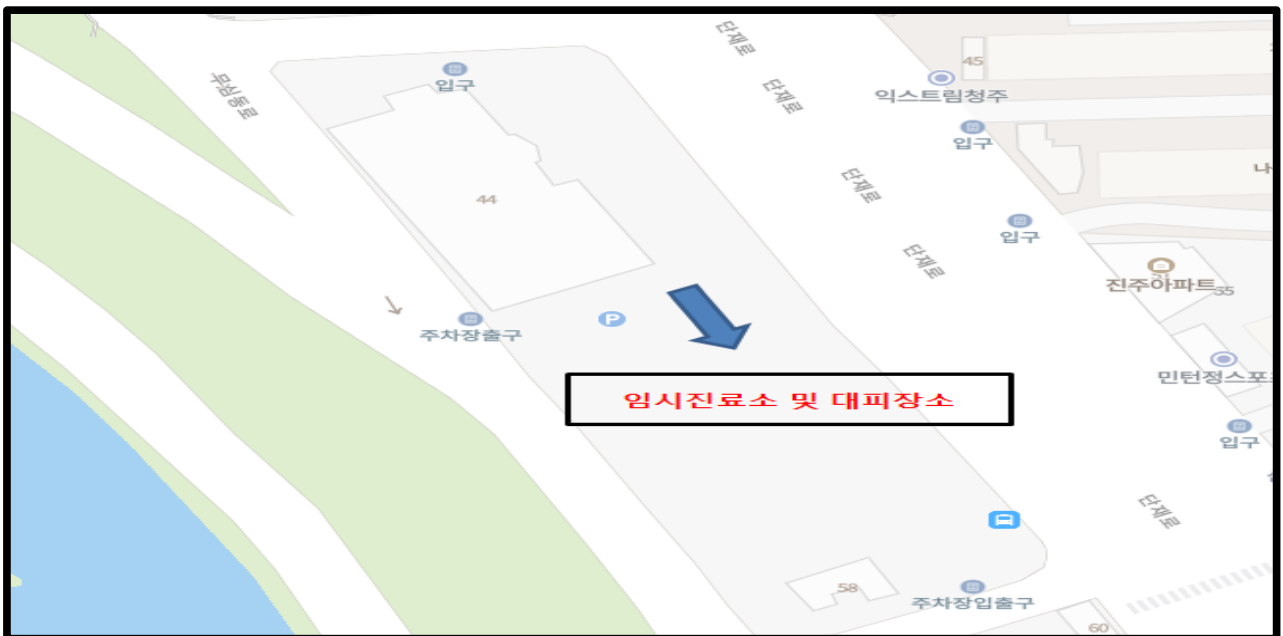 단재로
45
입구
무심동로
단재로
익스트림청주
입구
44
단재로
입구
단재로
진주아파트
55
주차장출구
P
민턴정스포
임시진료소 및 대피장소
입구
단재로
58
주차장입출구
60